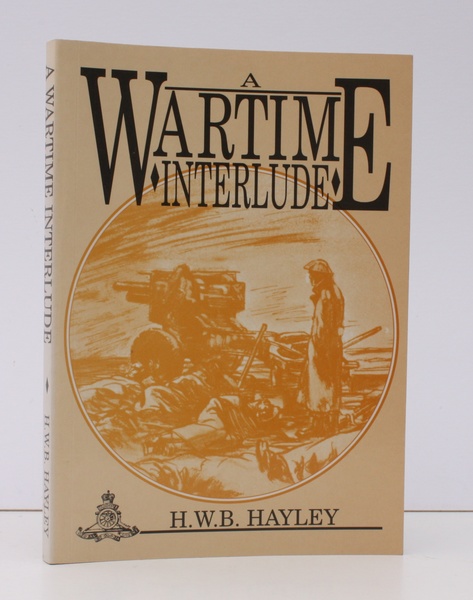 A
WARTIME
INTERLUDE
H.W.B. HAYLEY
A WARTIME INTERLUDE
H.W.B. HAYLEY